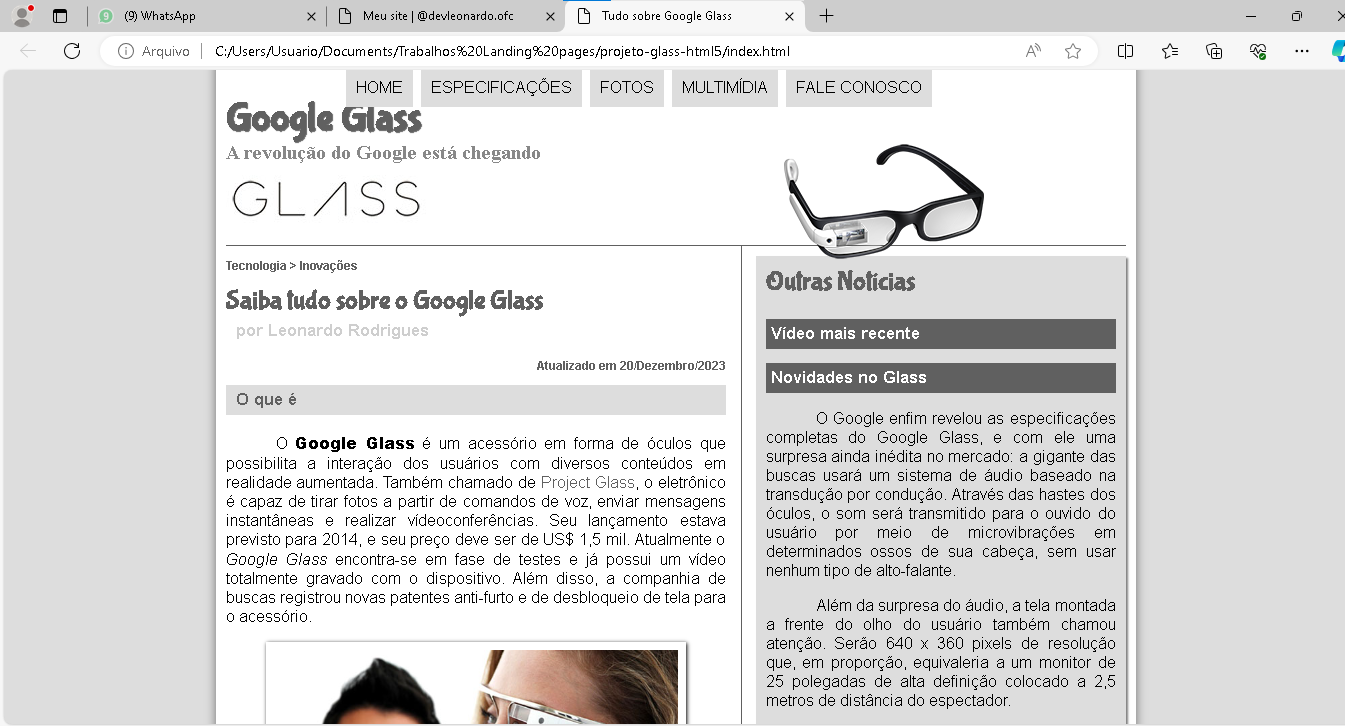 (9) WhatsApp
Meu site | @devleonardo.ofc
Tudo sobre Google Glass
Arquivo
C:/Users/Usuario/Documents/Trabalhos%20Landing%20pages/projeto-glass-html5/index.html
HOME
ESPECIFICAÇÕES
FOTOS
MULTIMÍDIA
FALE CONOSCO
Google Glass
A revolução do Google está chegando
GLASS
Tecnologia > Inovações
Saiba tudo sobre o Google Glass
por Leonardo Rodrigues
Atualizado em 20/Dezembro/2023
O que é
O Google Glass é um acessório em forma de óculos que
possibilita a interação dos usuários com diversos conteúdos em
realidade aumentada. Também chamado de Project Glass, o eletrônico
é capaz de tirar fotos a partir de comandos de voz, enviar mensagens
instantâneas e realizar vídeoconferências. Seu lançamento estava
previsto para 2014, e seu preço deve ser de US$ 1,5 mil. Atualmente o
Google Glass encontra-se em fase de testes e já possui um vídeo
totalmente gravado com o dispositivo. Além disso, a companhia de
buscas registrou novas patentes anti-furto e de desbloqueio de tela para
o acessório.
Outras Notícias
Vídeo mais recente
Novidades no Glass
O Google enfim revelou as especificações
completas do Google Glass, e com ele uma
surpresa ainda inédita no mercado: a gigante das
buscas usará um sistema de áudio baseado na
transdução por condução. Através das hastes dos
óculos, o som será transmitido para o ouvido do
usuário por meio de microvibrações em
determinados ossos de sua cabeça, sem usar
nenhum tipo de alto-falante.
Além da surpresa do áudio, a tela montada
a frente do olho do usuário também chamou
atenção. Serão 640 x 360 pixels de resolução
que, em proporção, equivaleria a um monitor de
25 polegadas de alta definição colocado a 2,5
metros de distância do espectador.